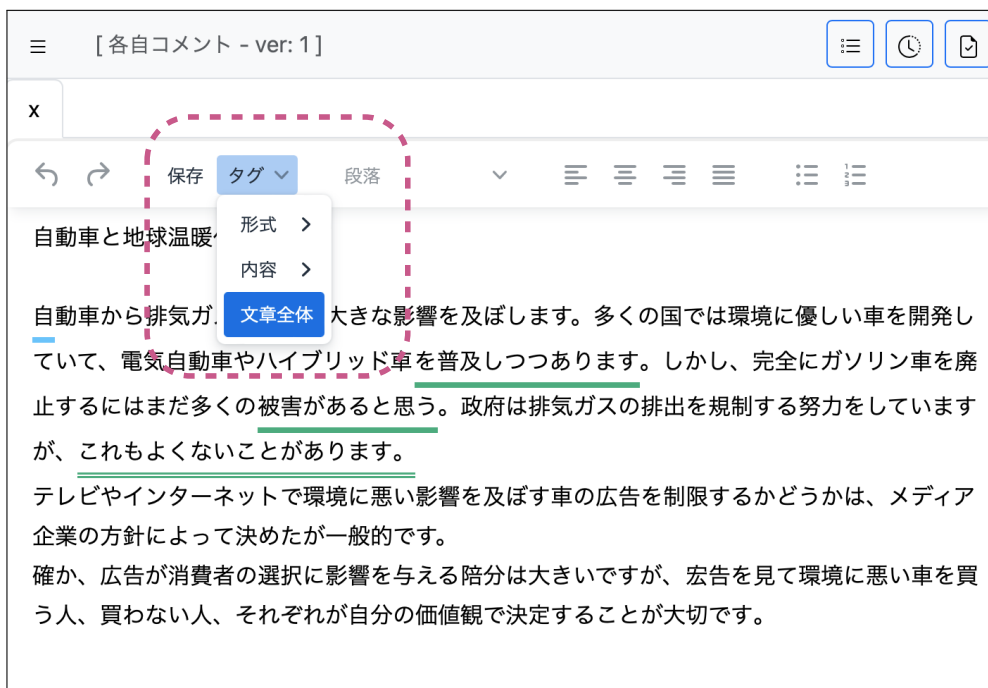 [ 各自コメント - ver: 1 ]
x
保存 タグ 段落
形式
内容
文章全体
自動車と地球温暖
自動車から排気ガ 大きな影響を及ぼします。多くの国では環境に優しい車を開発し
ていて、電気自動車やハイブリッド車を普及しつつあります。しかし、完全にガソリン車を廃
止するにはまだ多くの被害があると思う。政府は排気ガスの排出を規制する努力をしています
が、これもよくないことがあります。
テレビやインターネットで環境に悪い影響を及ぼす車の広告を制限するかどうかは、メディア
企業の方針によって決めたが一般的です。
確か、広告が消費者の選択に影響を与える陪分は大きいですが、宏告を見て環境に悪い車を買
う人、買わない人、それぞれが自分の価値観で決定することが大切です。